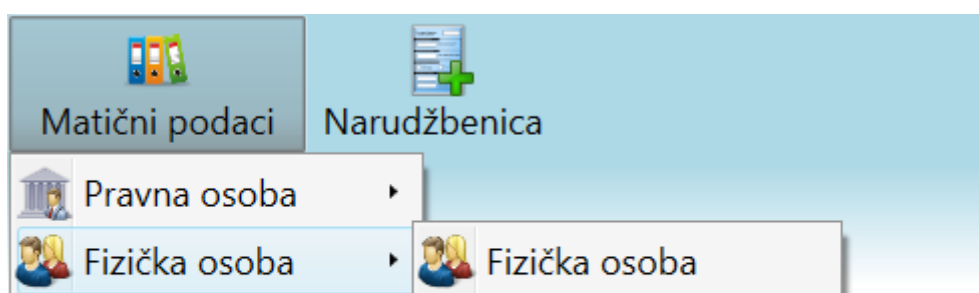 Matični podaci
Narudžbenica
Pravna osoba
Fizička osoba
Fizička osoba